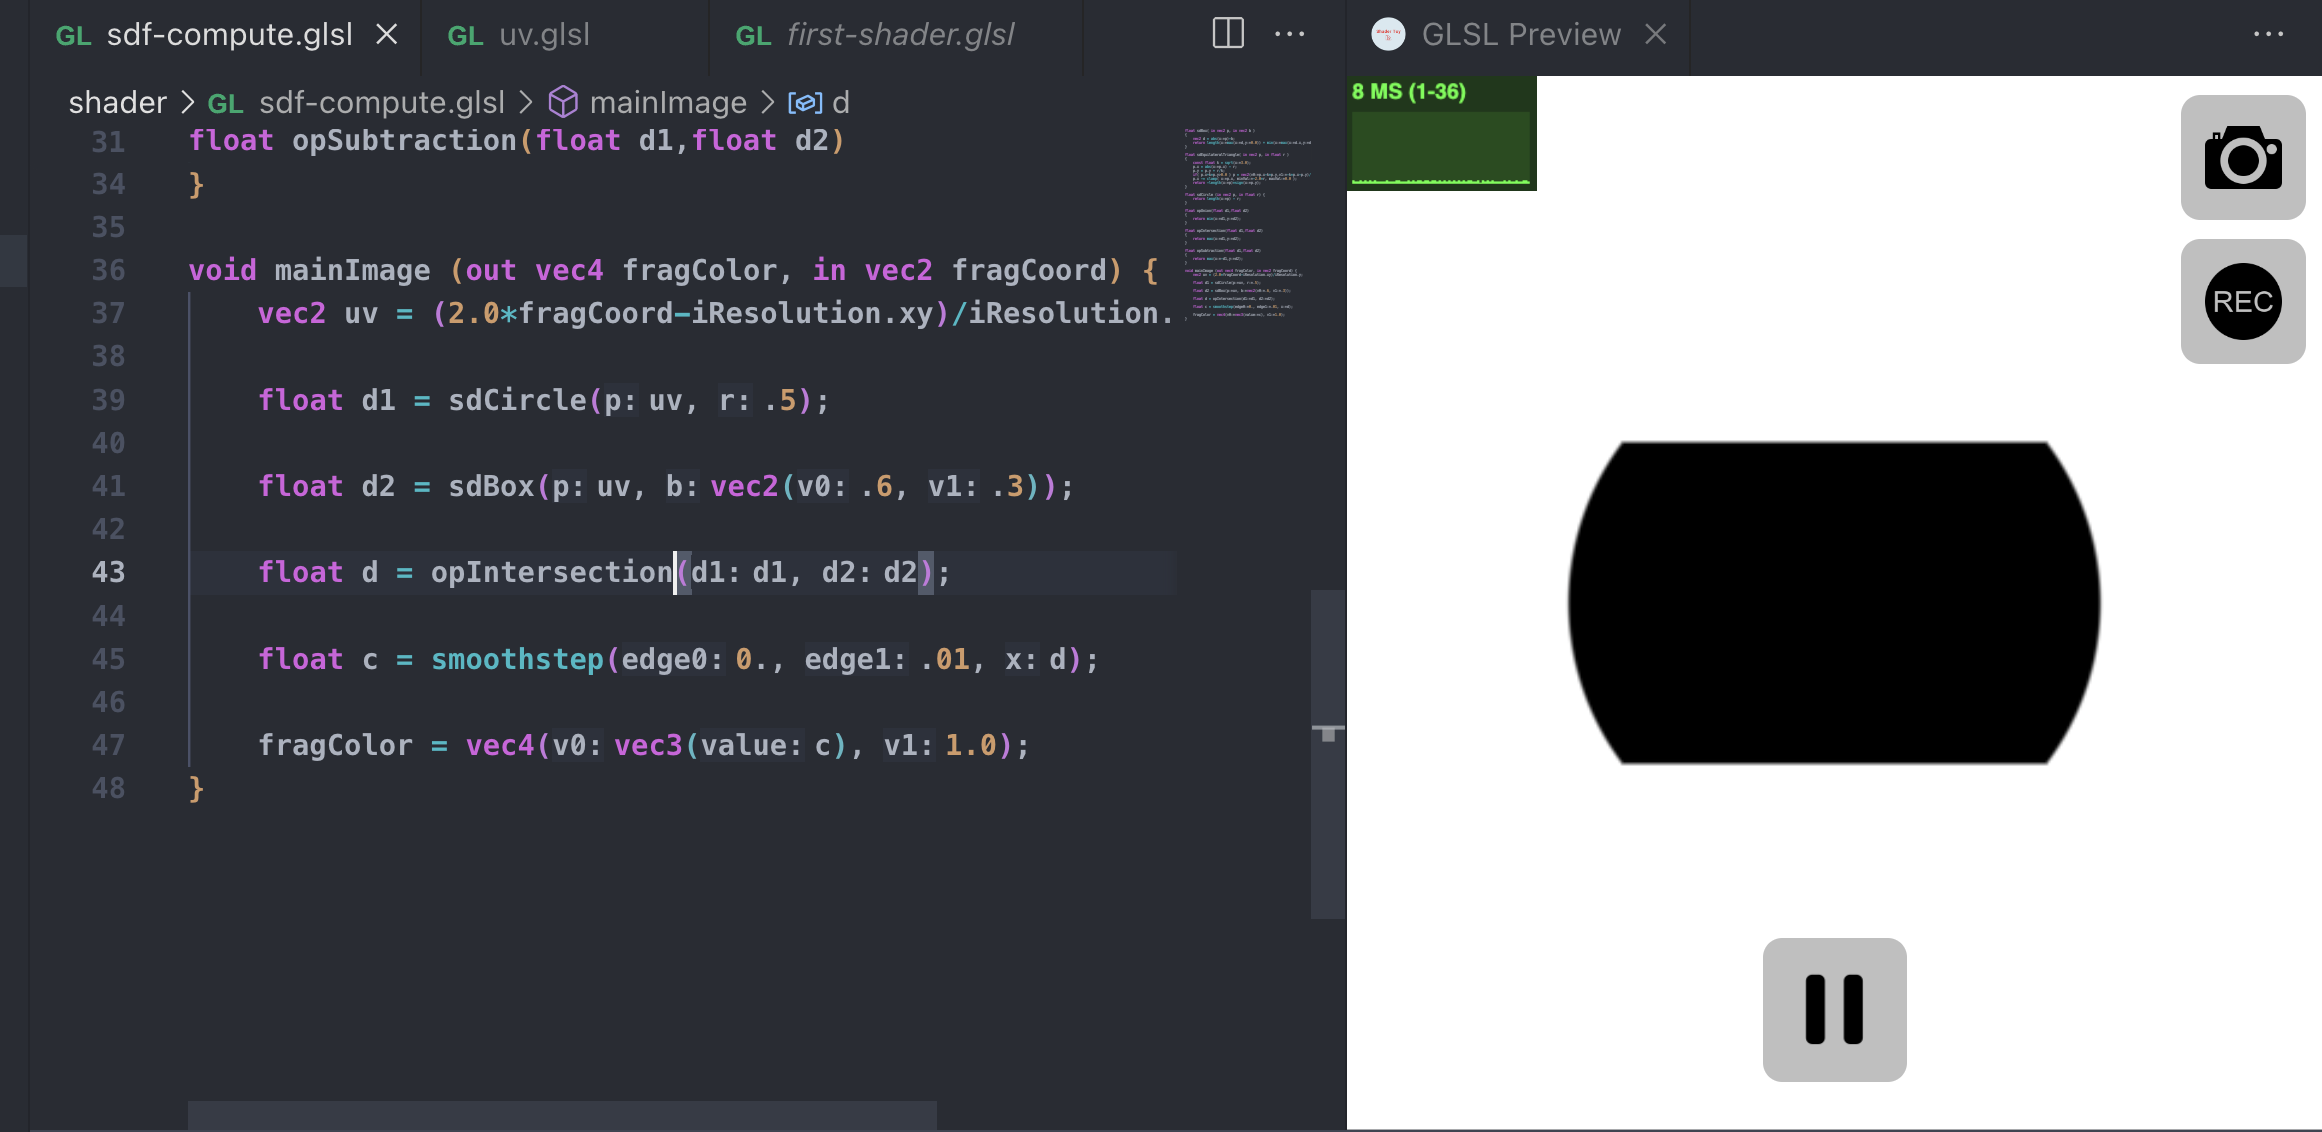 GL sdf-compute.glsl
GL uv.glsl
GL first-shader.glsl
GLSL Preview
shader > GL sdf-compute.glsl > mainImage > d
31 float opSubtraction(float d1,float d2)
34 }
35
36 void mainImage (out vec4 fragColor, in vec2 fragCoord) {
37 vec2 uv = (2.0*fragCoord-iResolution.xy)/iResolution.
38
39 float d1 = sdCircle(p: uv, r: .5);
40
41 float d2 = sdBox(p: uv, b: vec2(v0: .6, v1: .3));
42
43 float d = opIntersection(d1: d1, d2: d2);
44
45 float c = smoothstep(edge0: 0., edge1: .01, x: d);
46
47 fragColor = vec4(v0: vec3(value: c), v1: 1.0);
48 }
8 MS (1-36)
REC